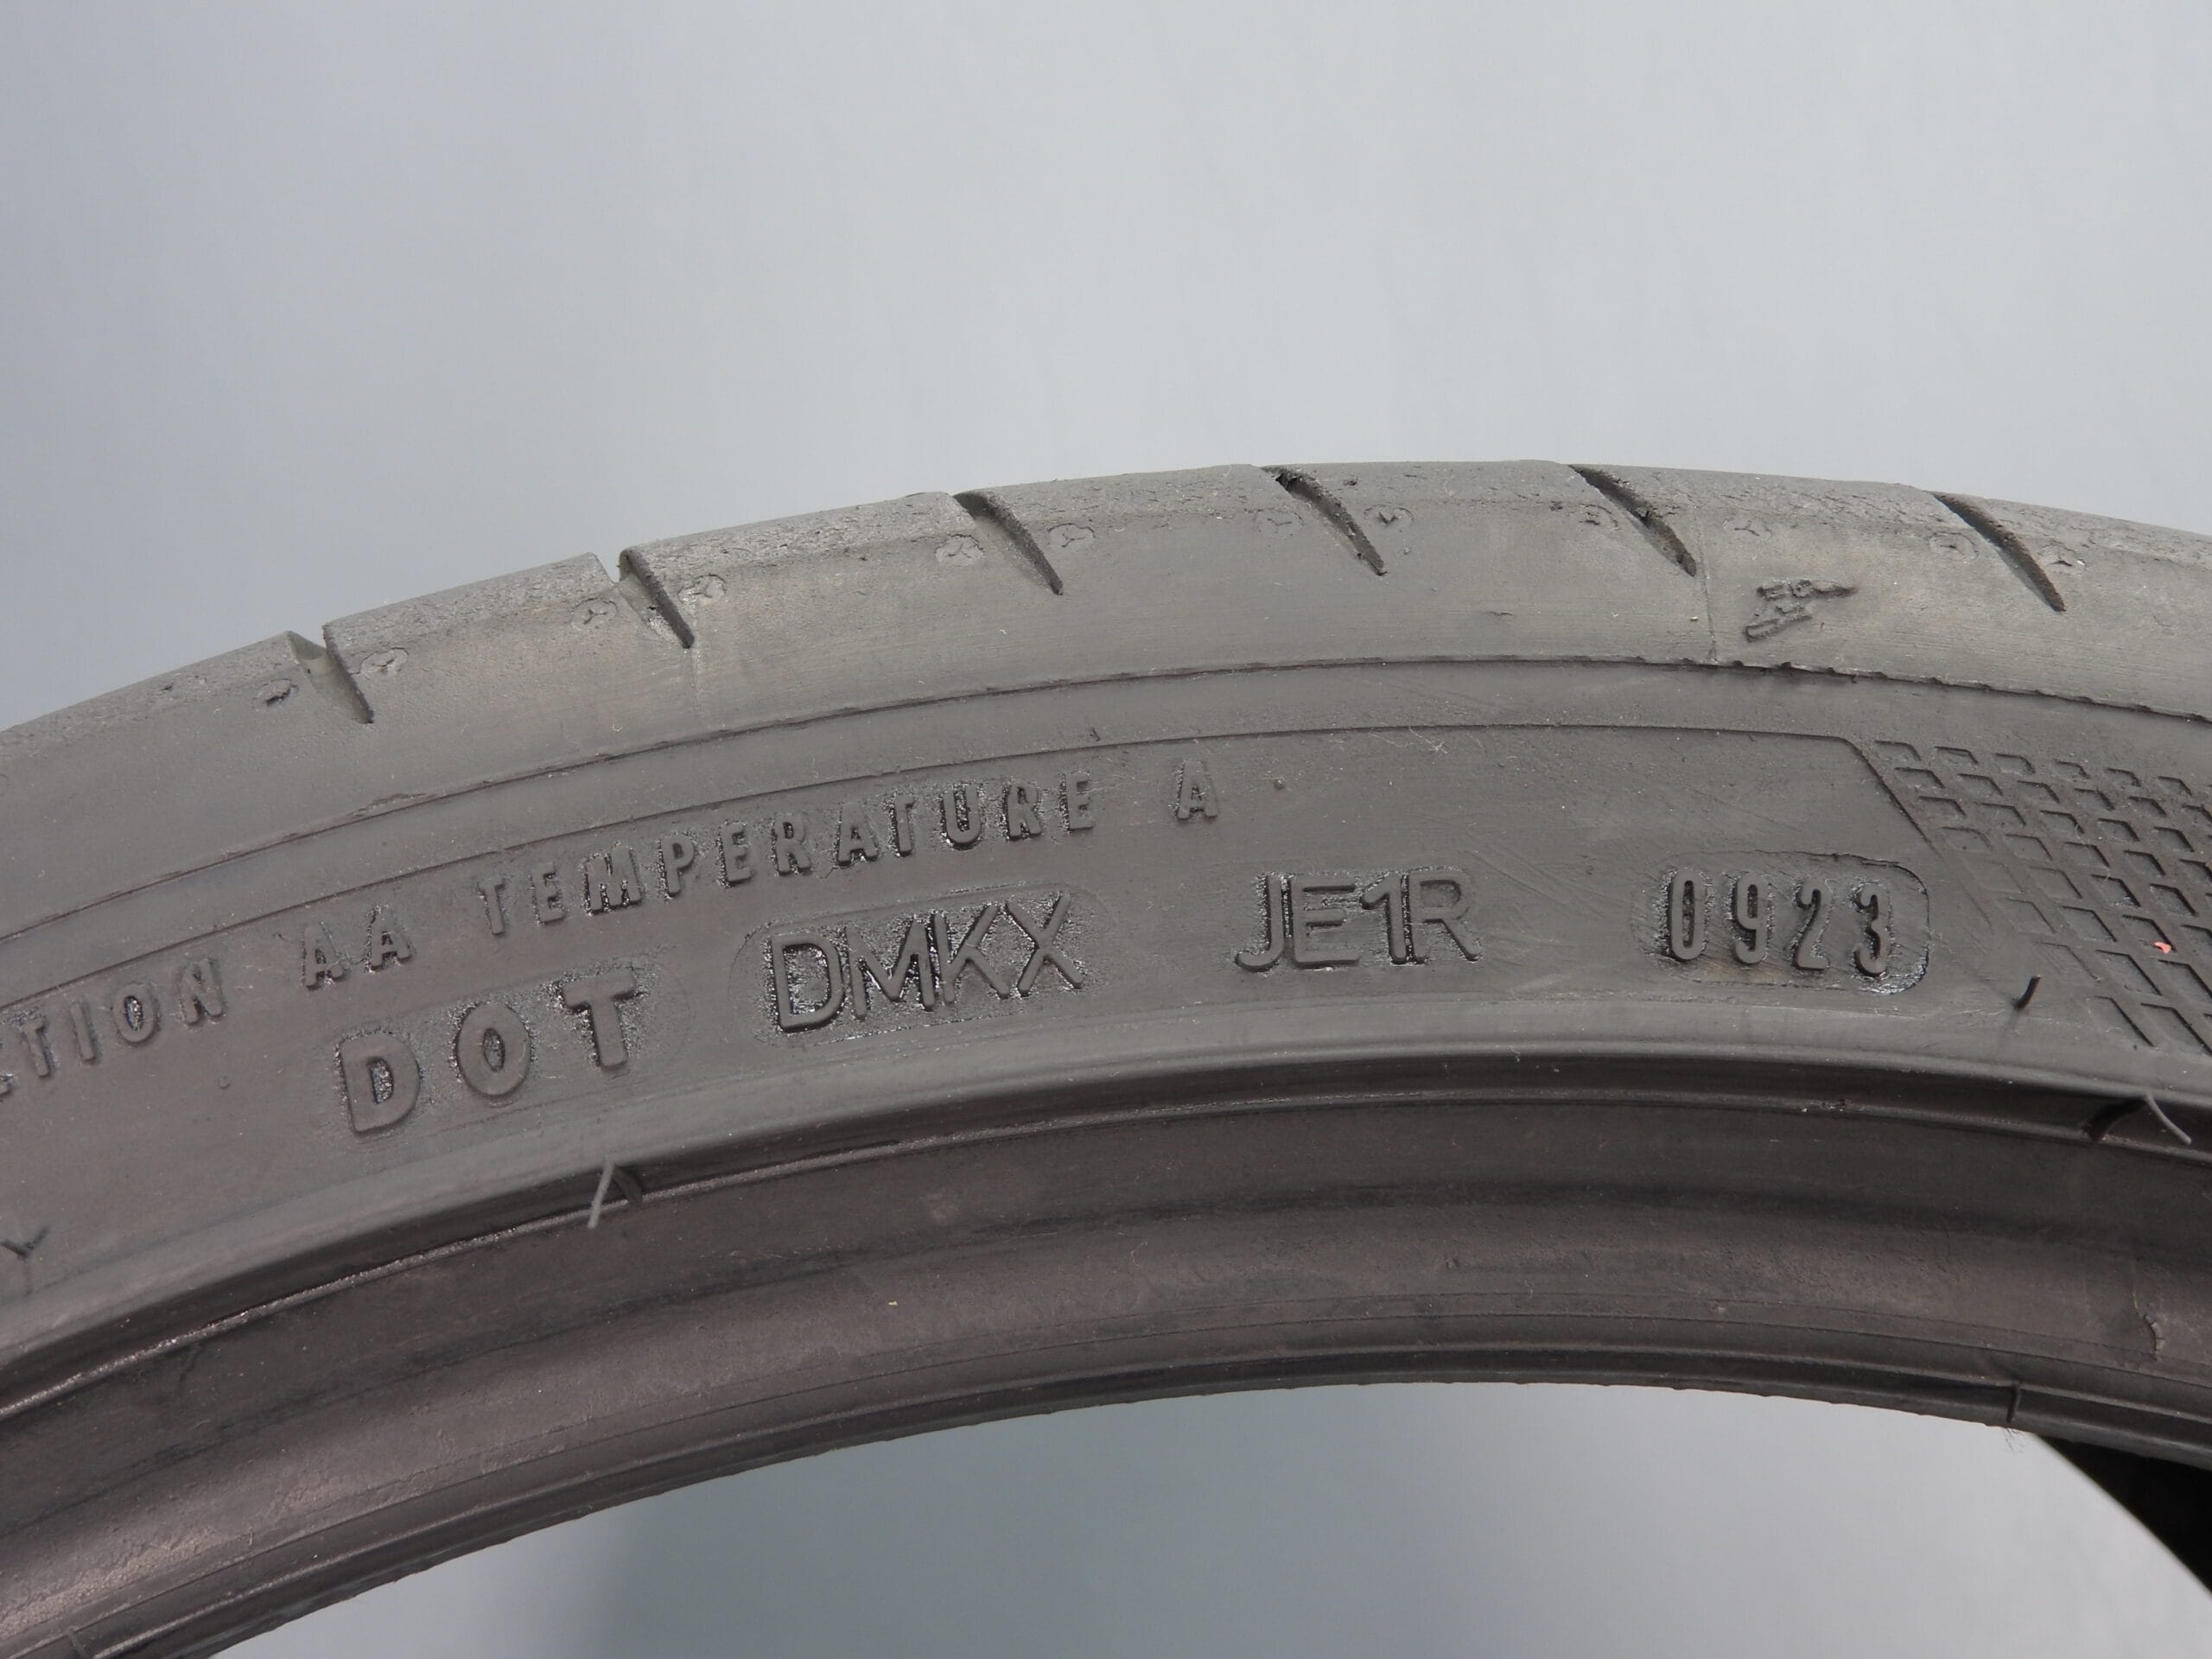 CTION AA TEMPERATURE A
DOT DMKX JE1R 0923